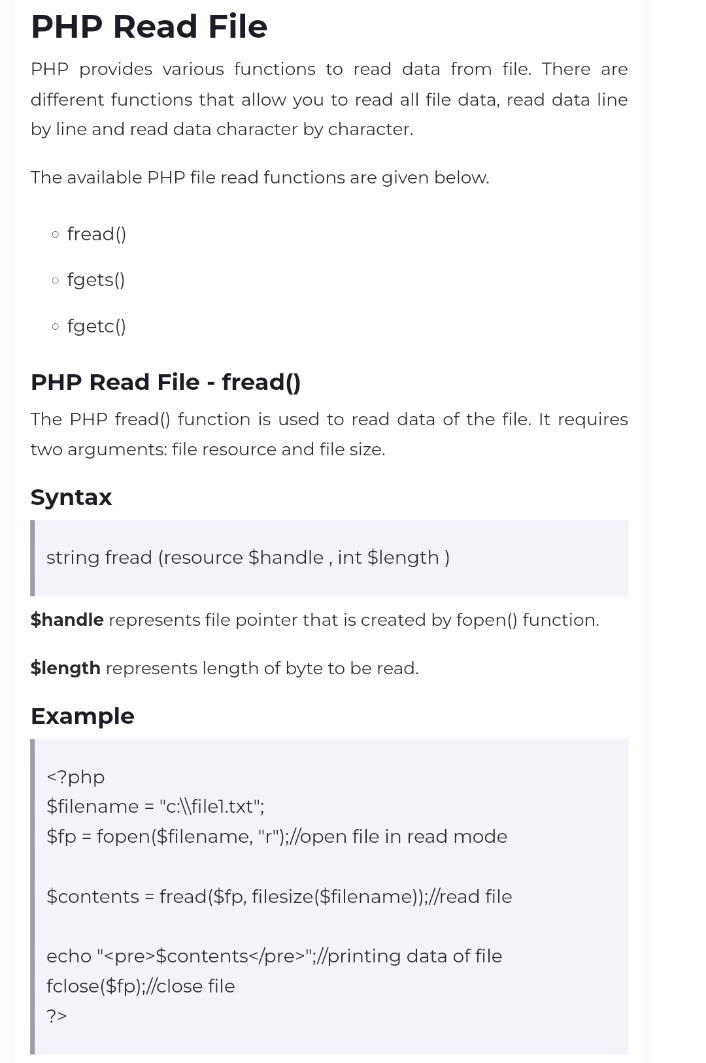 PHP Read File
PHP provides various functions to read data from file. There are
different functions that allow you to read all file data, read data line
by line and read data character by character.
The available PHP file read functions are given below.
◦ fread()
◦ fgets()
◦ fgetc()
PHP Read File - fread()
The PHP fread() function is used to read data of the file. It requires
two arguments: file resource and file size.
Syntax
string fread (resource $handle , int $length )
$handle represents file pointer that is created by fopen() function.
$length represents length of byte to be read.
Example
<?php
$filename = "c:\\file1.txt";
$fp = fopen($filename, "r");//open file in read mode
$contents = fread($fp, filesize($filename));//read file
echo "<pre>$contents</pre>";//printing data of file
fclose($fp);//close file
?>